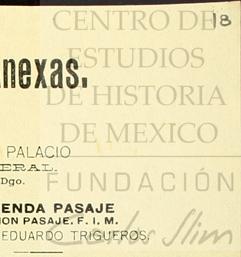 18
CENTRO DE
ESTUDIOS
nexas.
DE HISTORIA
DE MEXICO
PALACIO
ERAL.
Dgo.
FUNDACIÓN
ENDA PASAJE
ION PASAJE. F. I. M.
EDUARDO TRIGUEROS.
Carlos Slim